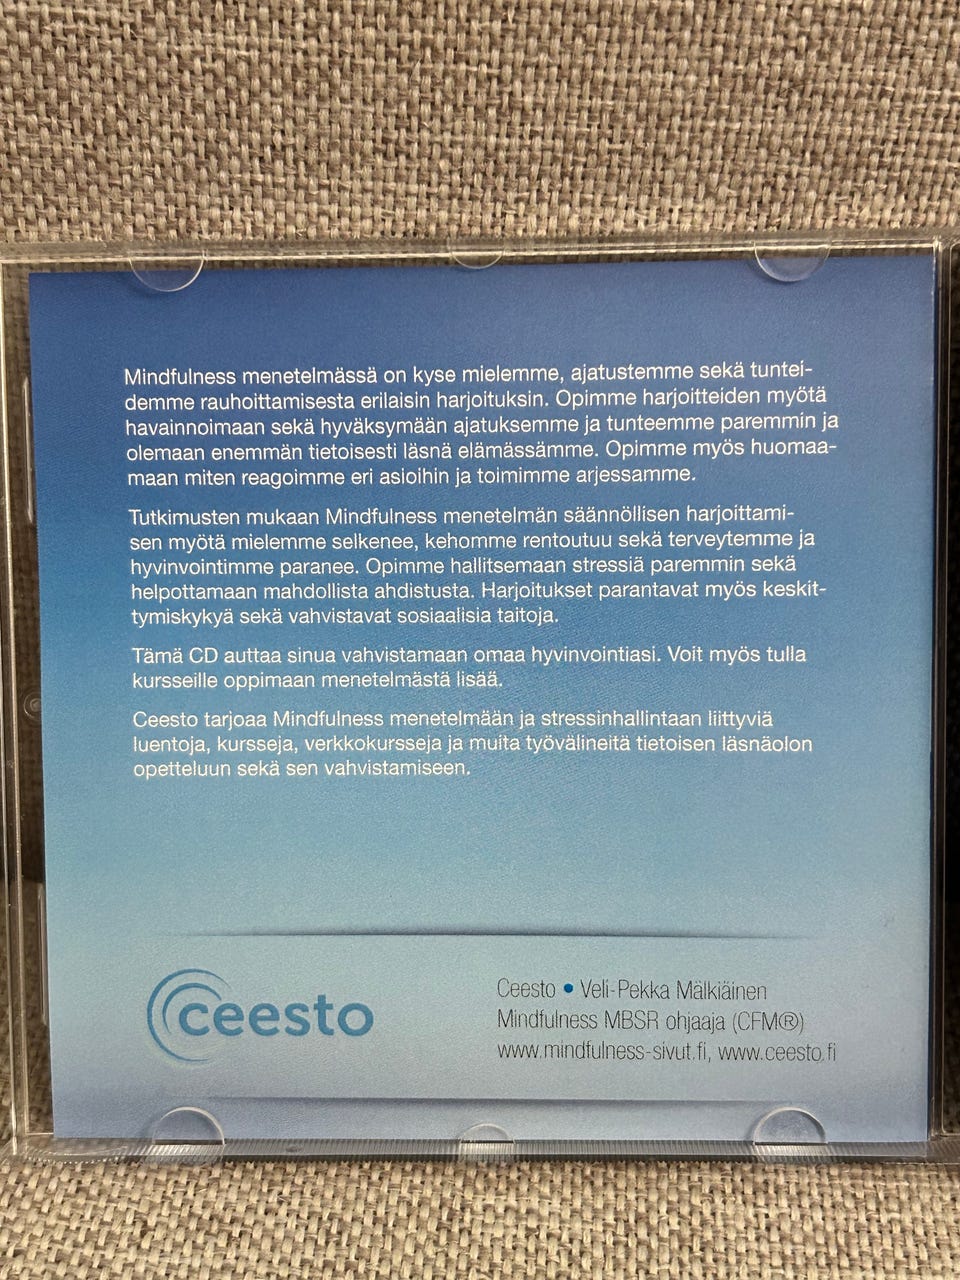 Mindfulness menetelmässä on kyse mielemme, ajatustemme sekä tuntei-
demme rauhoittamisesta erilaisin harjoituksin. Opimme harjoitteiden myötä
havainnoimaan sekä hyväksymään ajatuksemme ja tunteemme paremmin ja
olemaan enemmän tietoisesti läsnä elämässämme. Opimme myös huomaa-
maan miten reagoimme eri asioihin ja toimimme arjessamme.
Tutkimusten mukaan Mindfulness menetelmän säännöllisen harjoittami-
sen myötä mielemme selkenee, kehomme rentoutuu sekä terveytemme ja
hyvinvointimme paranee. Opimme hallitsemaan stressiä paremmin sekä
helpottamaan mahdollista ahdistusta. Harjoitukset parantavat myös keskit-
tymiskykyä sekä vahvistavat sosiaalisia taitoja.
Tämä CD auttaa sinua vahvistamaan omaa hyvinvointiasi. Voit myös tulla
kursseille oppimaan menetelmästä lisää.
Ceesto tarjoaa Mindfulness menetelmään ja stressinhallintaan liittyviä
luentoja, kursseja, verkkokursseja ja muita työvälineitä tietoisen läsnäolon
opetteluun sekä sen vahvistamiseen.
ceesto
Ceesto • Veli-Pekka Mälkiäinen
Mindfulness MBSR ohjaaja (CFM®)
www.mindfulness-sivut.fi, www.ceesto.fi